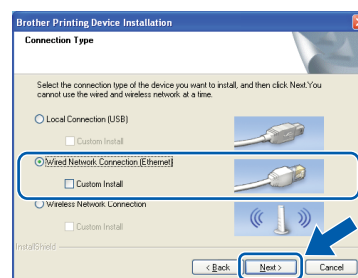 Brother Printing Device Installation
Connection Type
Select the connection type of the device you want to install, and then click Next.You
cannot use the wired and wireless network at a time.
Local Connection (USB)
Custom Install
Wired Network Connection (Ethernet)
Custom Install
Wireless Network Connection
Custom Install
InstallShield
< Back Next > Cancel